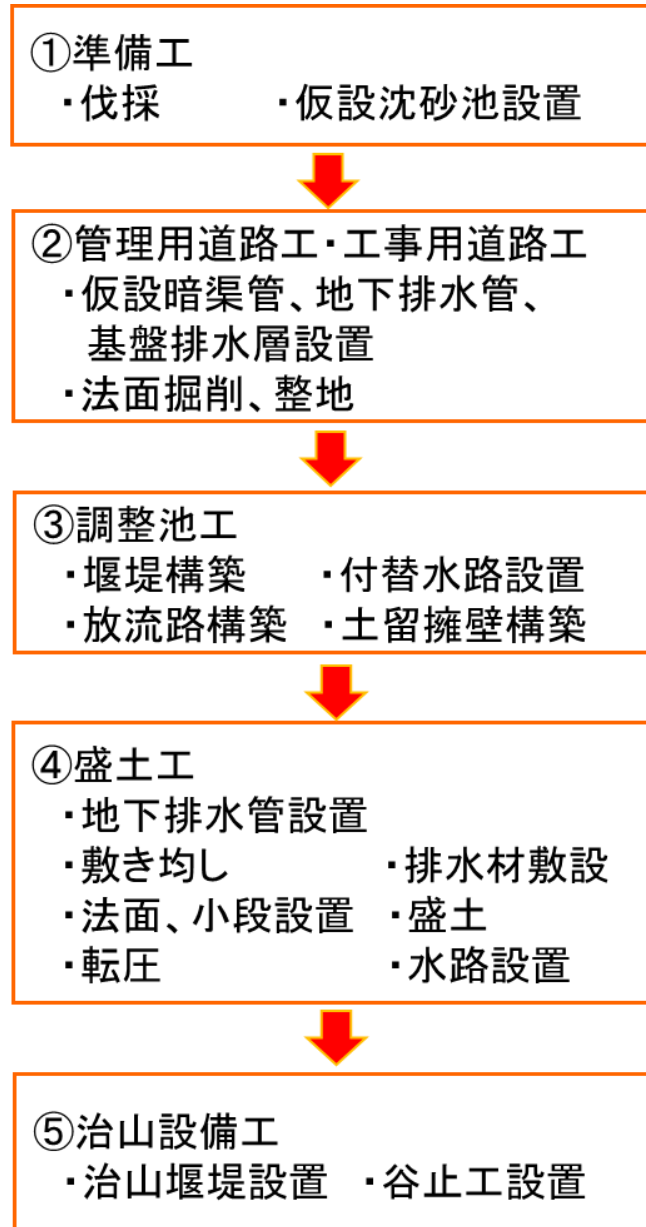 ①準備工
・伐採　　・仮設沈砂池設置
②管理用道路工・工事用道路工
・仮設暗渠管、地下排水管、
基盤排水層設置
・法面掘削、整地
③調整池工
・堰堤構築　　・付替水路設置
・放流路構築　・土留擁壁構築
④盛土工
・地下排水管設置
・敷き均し　　・排水材敷設
・法面、小段設置　・盛土
・転圧　　・水路設置
⑤治山設備工
・治山堰堤設置　・谷止工設置